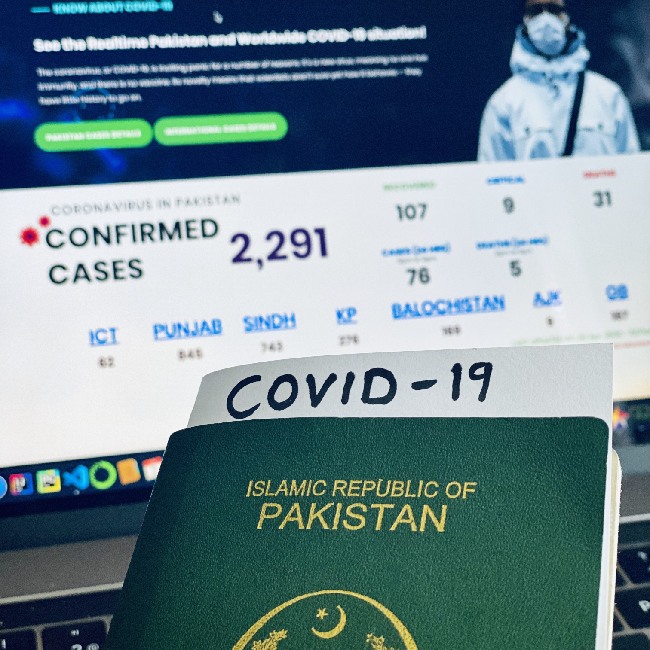 KNOW ABOUT COVID-19
See the Realtime Pakistan and Worldwide COVID-19 situation!
PAKISTAN CASES DETAILS
INTERNATIONAL CASES DETAILS
CORONAVIRUS IN PAKISTAN
CONFIRMED
CASES
2,291
RECOVERED
107
CRITICAL
9
DEATHS
31
CASES (24 HRS)
76
DEATHS (24 HRS)
5
ICT
62
PUNJAB
845
SINDH
743
KP
276
BALOCHISTAN
169
AJK
9
GB
187
COVID-19
ISLAMIC REPUBLIC OF
PAKISTAN